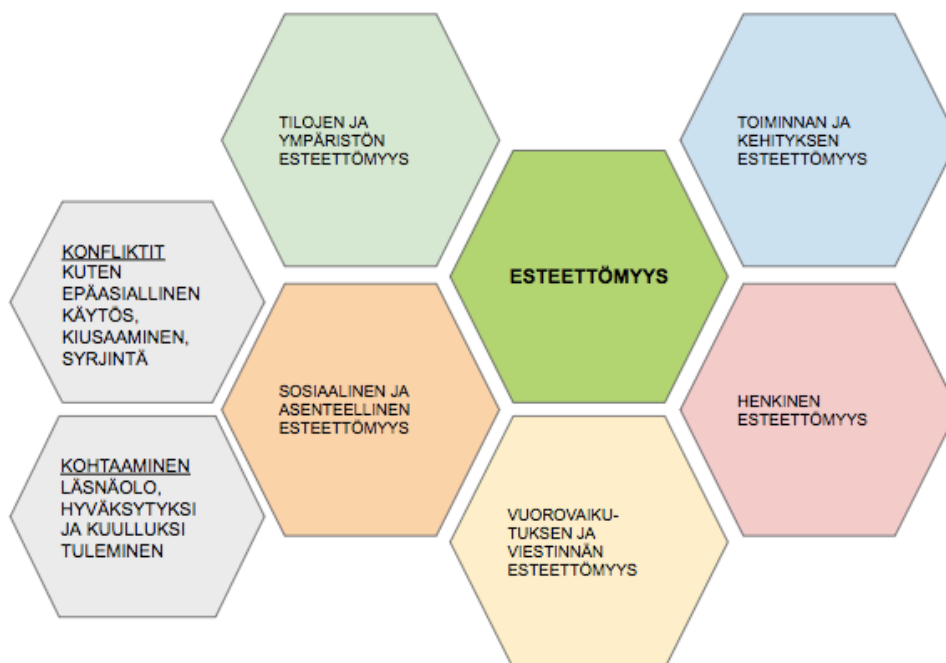 TILOJEN JA
YMPÄRISTÖN
ESTEETTÖMYYS
TOIMINNAN JA
KEHITYKSEN
ESTEETTÖMYYS
ESTEETTÖMYYS
KONFLIKTIT
KUTEN
EPÄASIALLINEN
KÄYTÖS,
KIUSAAMINEN,
SYRJINTÄ
SOSIAALINEN JA
ASENTEELLINEN
ESTEETTÖMYYS
HENKINEN
ESTEETTÖMYYS
KOHTAAMINEN
LÄSNÄOLO,
HYVÄKSYTYKSI
JA KUULLUKSI
TULEMINEN
VUOROVAIKU-
TUKSEN JA
VIESTINNÄN
ESTEETTÖMYYS